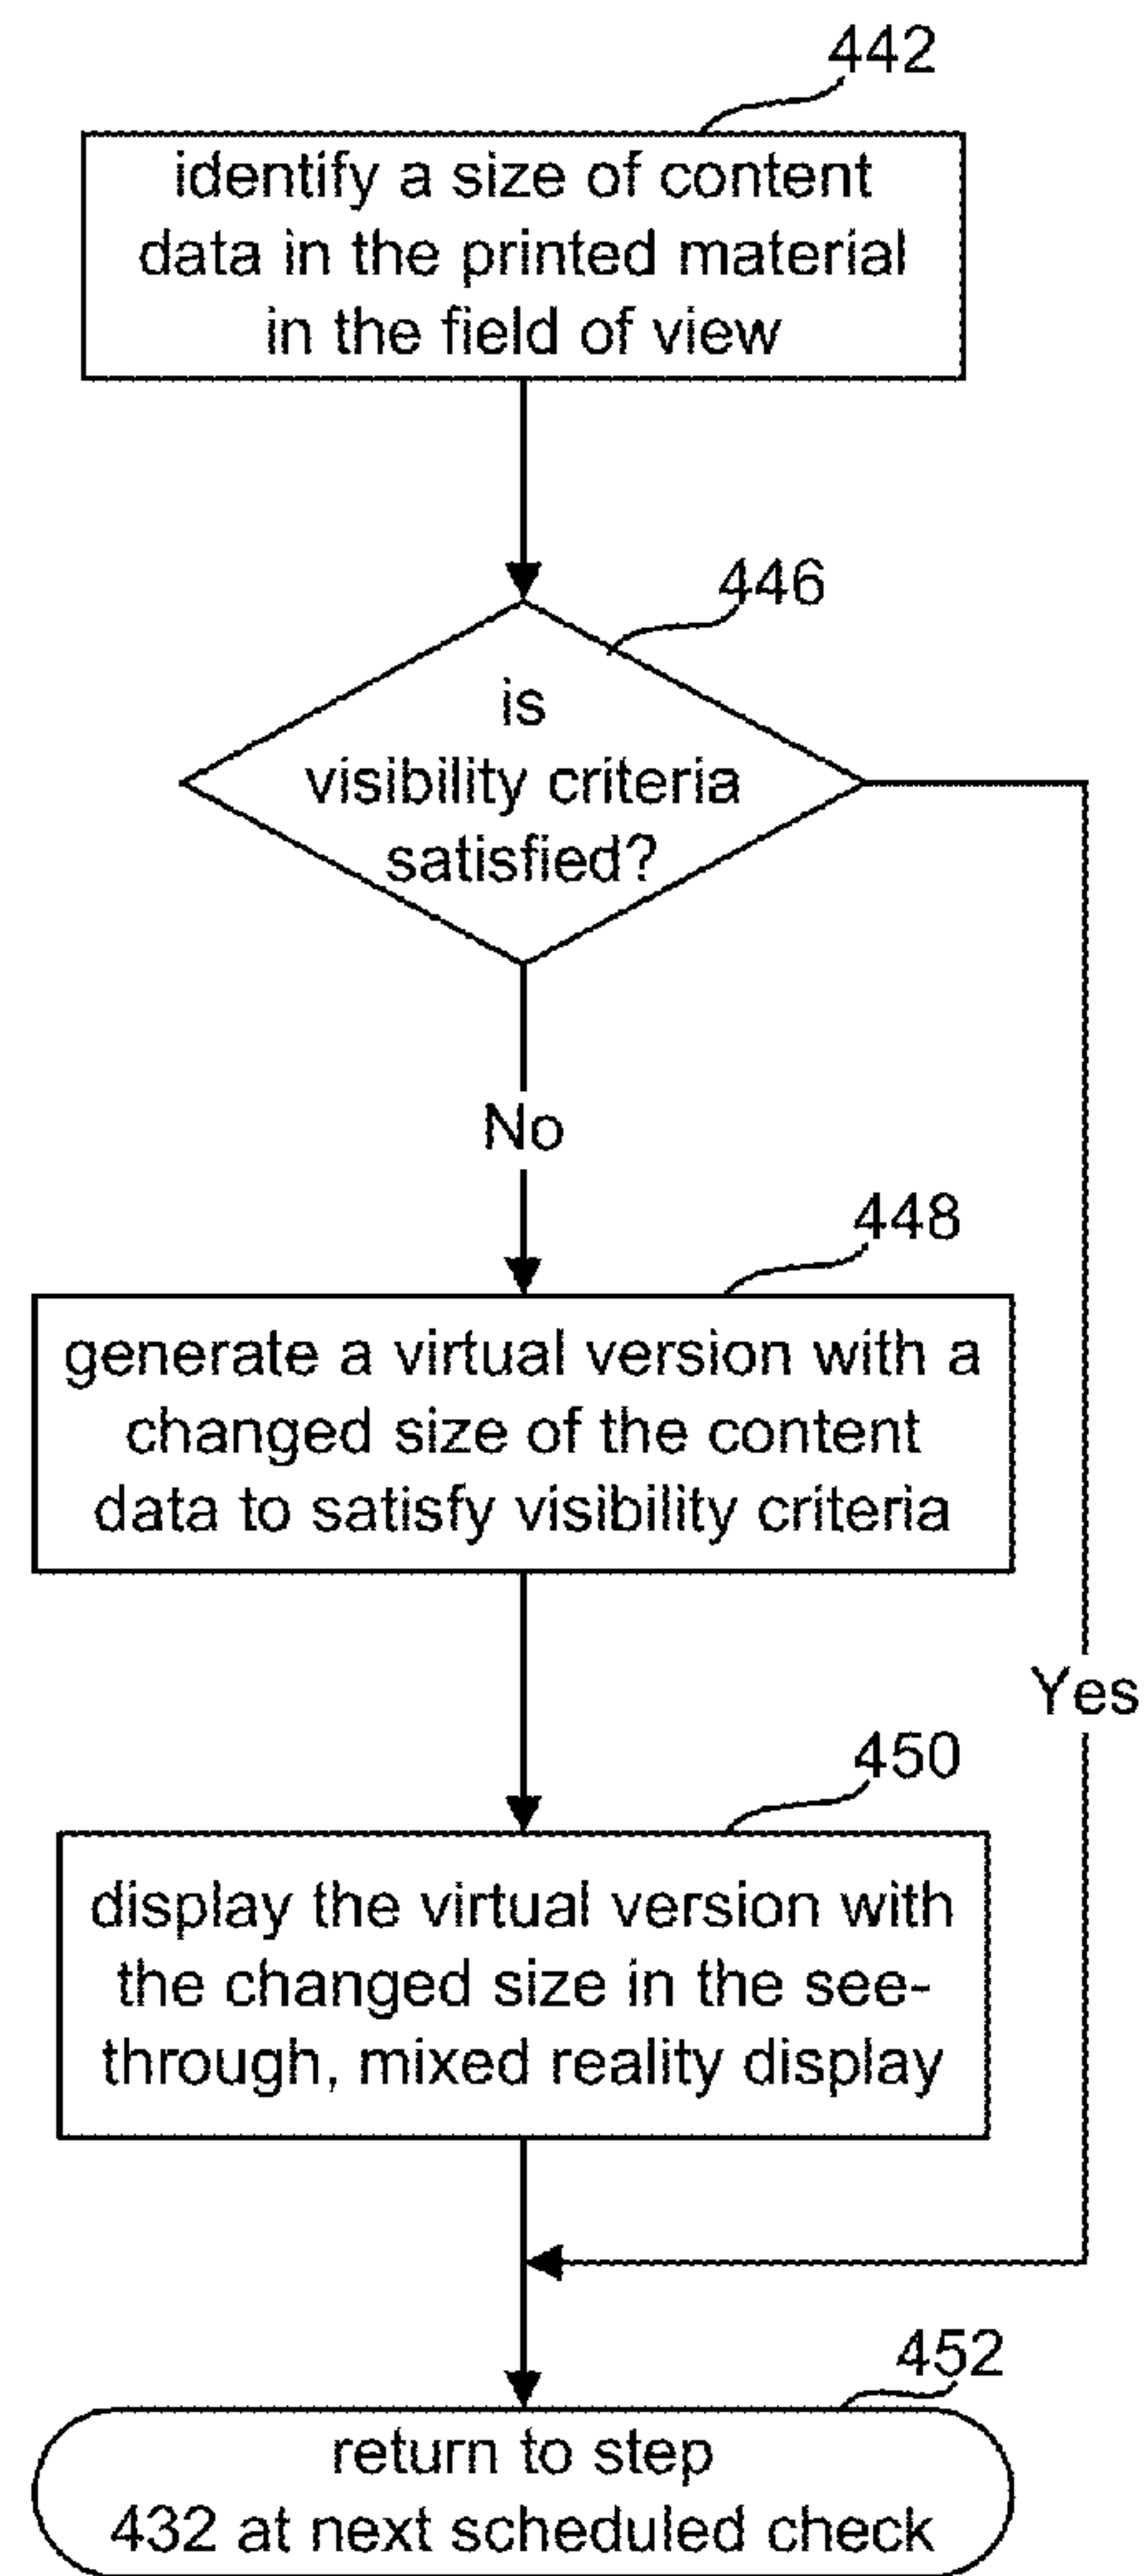 442
identify a size of content
data in the printed material
in the field of view
446
is
visibility criteria
satisfied?
No
448
generate a virtual version with a
changed size of the content
data to satisfy visibility criteria
Yes
450
display the virtual version with
the changed size in the see-
through, mixed reality display
452
return to step
432 at next scheduled check